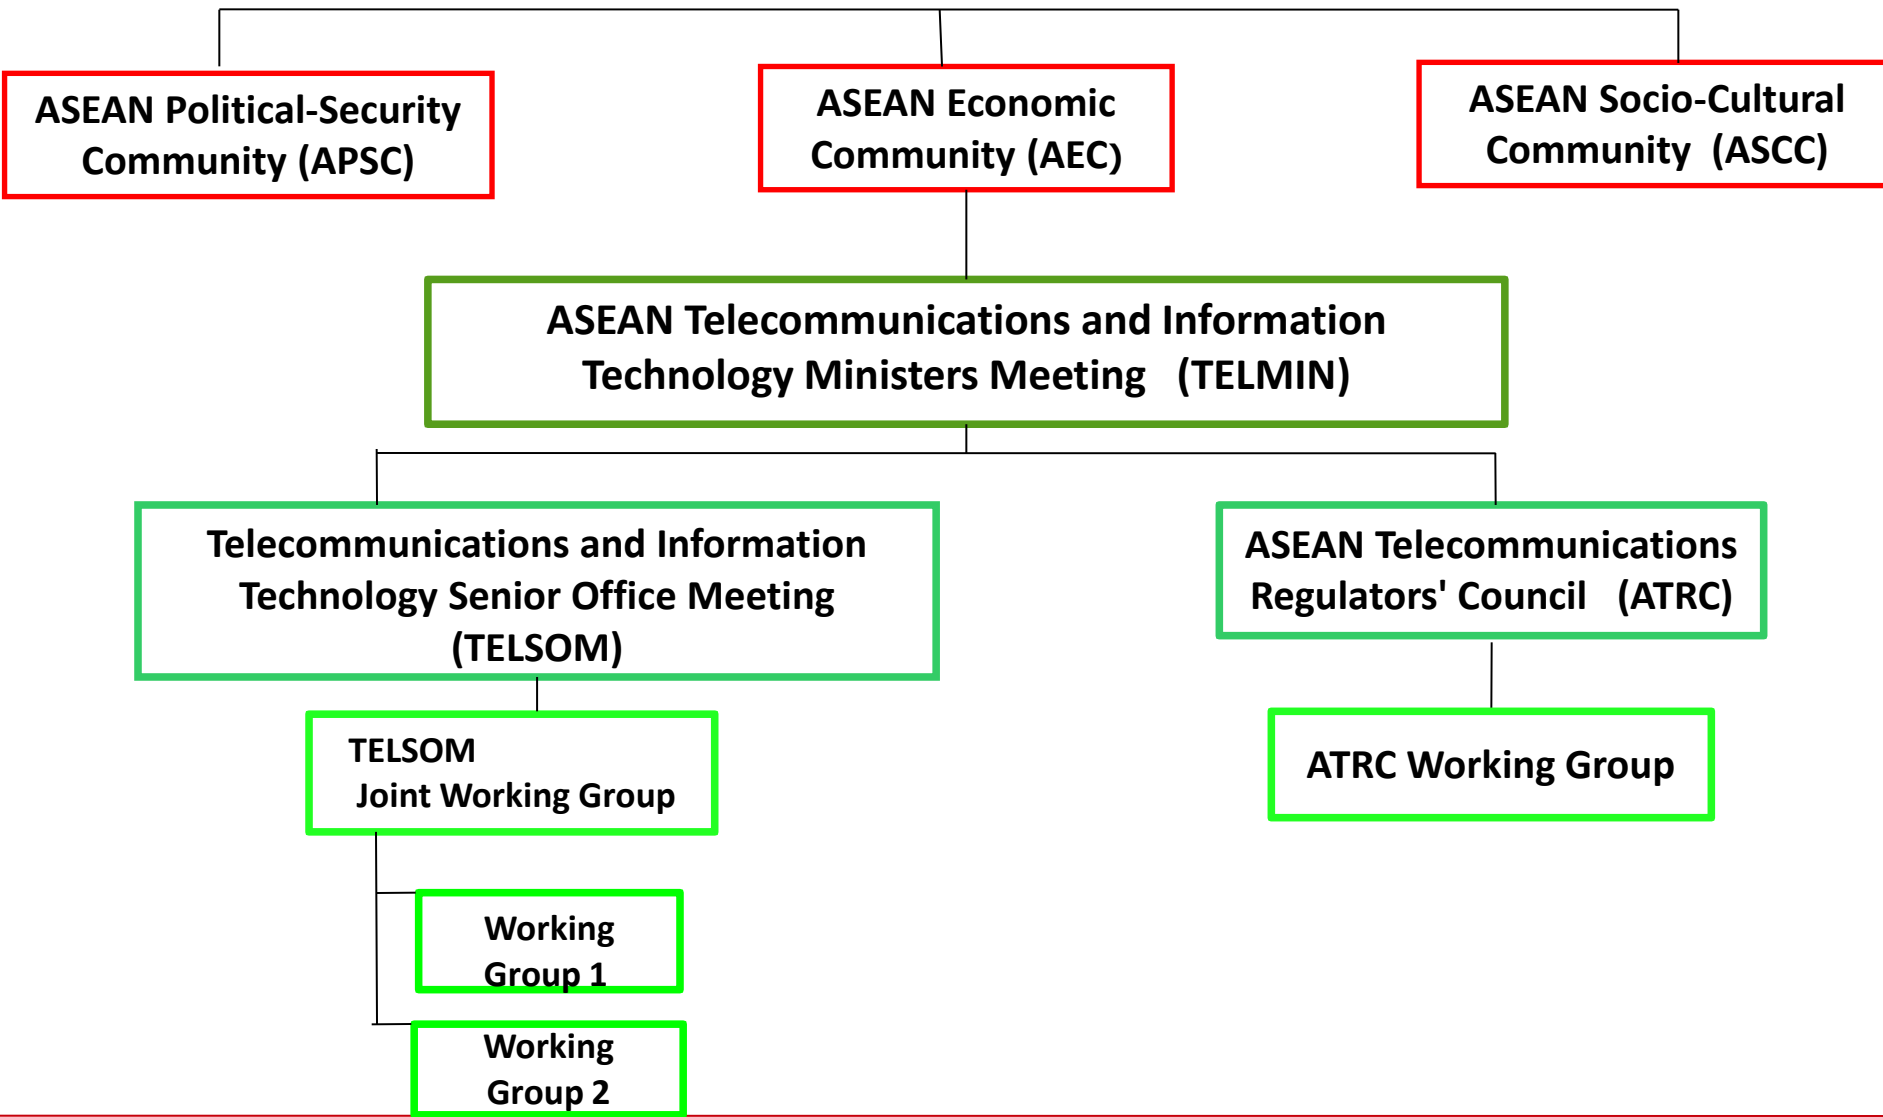 ASEAN Political-Security
Community (APSC)
ASEAN Economic
Community (AEC)
ASEAN Socio-Cultural
Community (ASCC)
ASEAN Telecommunications and Information
Technology Ministers Meeting (TELMIN)
Telecommunications and Information
Technology Senior Office Meeting
(TELSOM)
ASEAN Telecommunications
Regulators' Council (ATRC)
TELSOM
Joint Working Group
ATRC Working Group
Working
Group 1
Working
Group 2